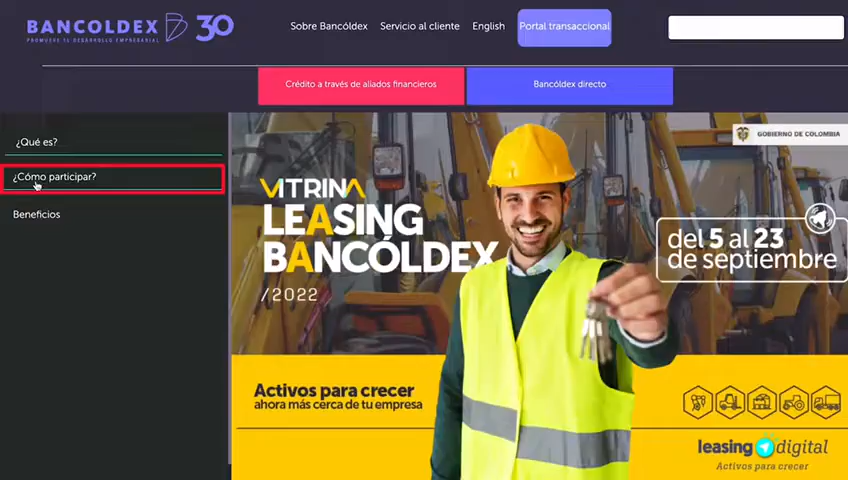 BANCOLDEX 30
PROMUEVE TU DESARROLLO EMPRESARIAL
Sobre Bancóldex
Servicio al cliente
English
Portal transaccional
Crédito a través de aliados financieros
Bancóldex directo
¿Qué es?
¿Cómo participar?
Beneficios
GOBIERNO DE COLOMBIA
VITRINA
LEASING
BANCÓLDEX
/2022
del 5 al 23
de septiembre
Activos para crecer
ahora más cerca de tu empresa
leasing digital
Activos para crecer